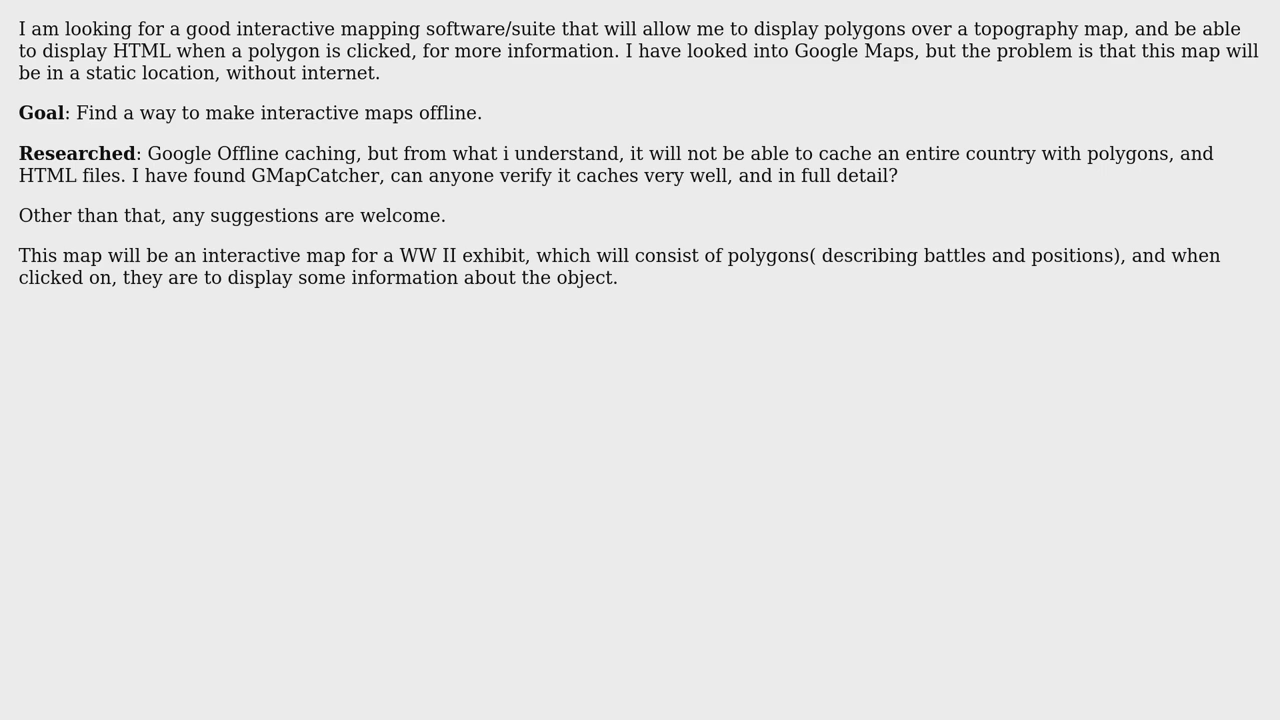 I am looking for a good interactive mapping software/suite that will allow me to display polygons over a topography map, and be able
to display HTML when a polygon is clicked, for more information. I have looked into Google Maps, but the problem is that this map will
be in a static location, without internet.
Goal: Find a way to make interactive maps offline.
Researched: Google Offline caching, but from what i understand, it will not be able to cache an entire country with polygons, and
HTML files. I have found GMapCatcher, can anyone verify it caches very well, and in full detail?
Other than that, any suggestions are welcome.
This map will be an interactive map for a WW II exhibit, which will consist of polygons( describing battles and positions), and when
clicked on, they are to display some information about the object.